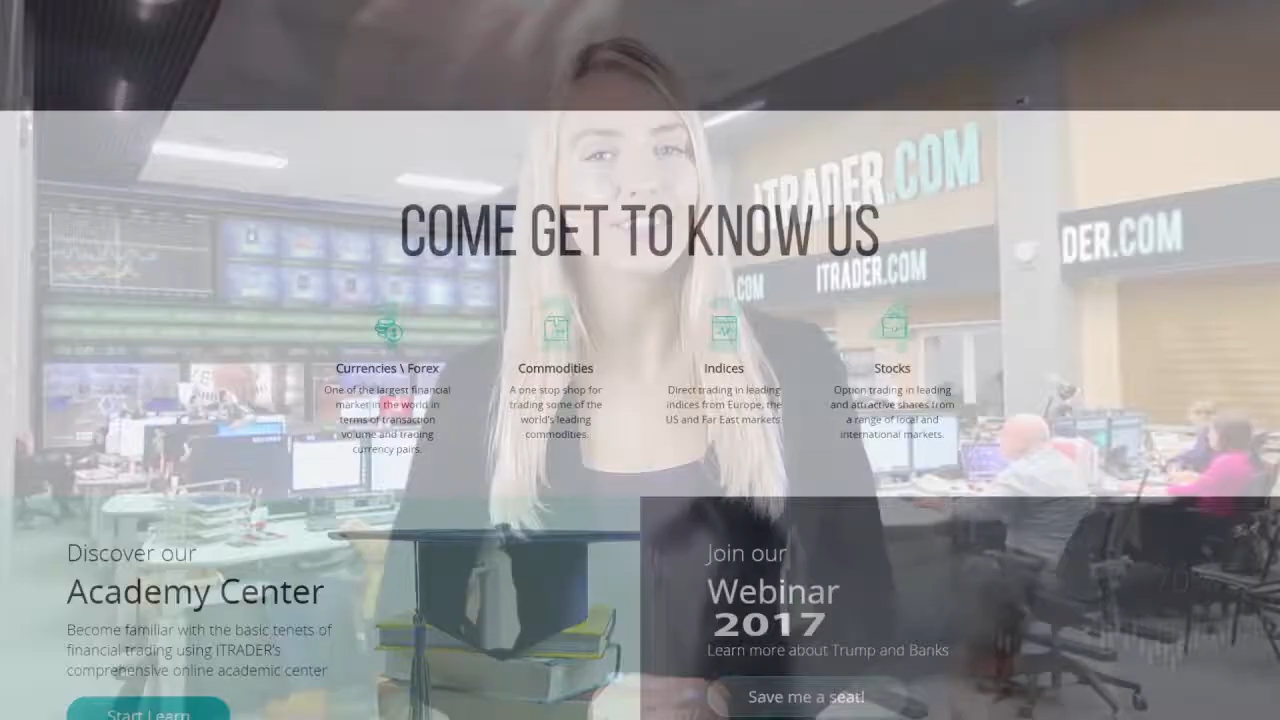 ITRADER.COM
DER.COM
.COM
ITRADER.COM
COME GET TO KNOW US
Currencies \ Forex
One of the largest financial
market in the world in
terms of transaction
volume and trading
currency pairs.
Commodities
A one stop shop for
trading some of the
world's leading
commodities.
Indices
Direct trading in leading
indices from Europe, the
US and Far East markets.
Stocks
Option trading in leading
and attractive shares from
a range of local and
international markets.
Discover our
Academy Center
Become familiar with the basic tenets of
financial trading using ITRADER's
comprehensive online academic center
Start Learn
Join our
Webinar
2017
Learn more about Trump and Banks
Save me a seat!